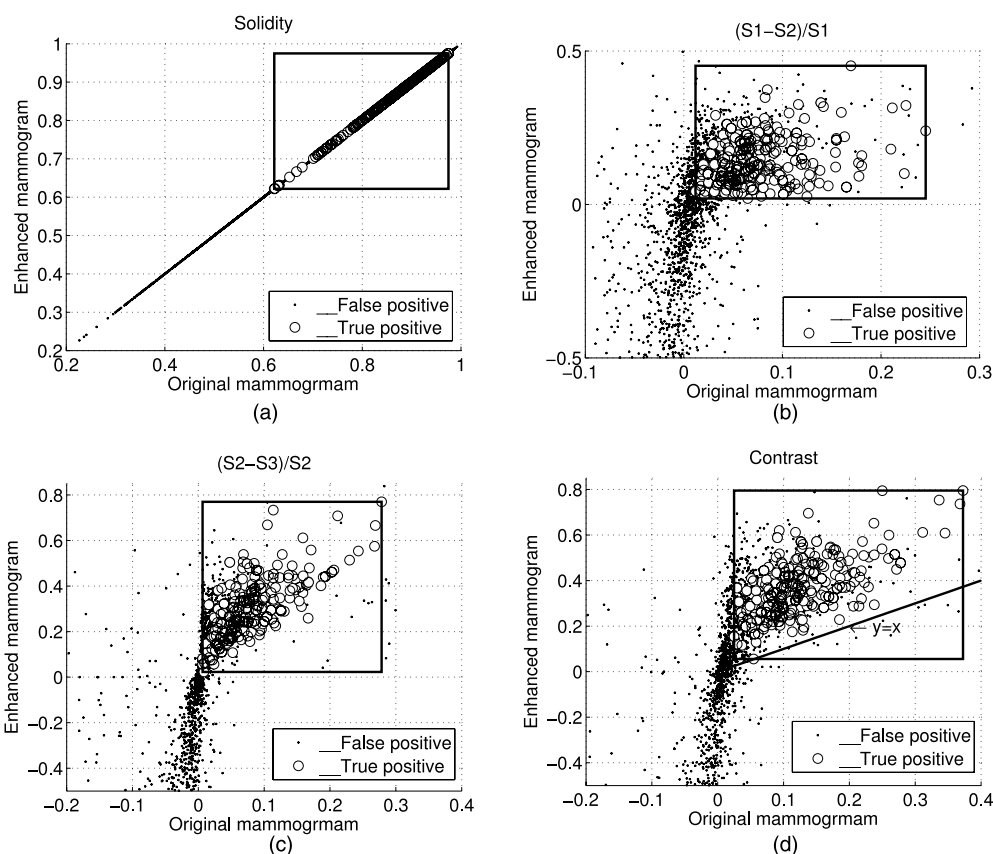 Solidity
1
0.9
0.8
0.7
0.6
0.5
0.4
0.3
0.2
Enhanced mammogram
0.2 0.4 0.6 0.8 1
Original mammogrmam
__False positive
__True positive
(a)
(S1−S2)/S1
0.5
0
−0.5
Enhanced mammogram
−0.1 0 0.1 0.2 0.3
Original mammogrmam
__False positive
__True positive
(b)
(S2−S3)/S2
0.8
0.6
0.4
0.2
0
−0.2
−0.4
Enhanced mammogram
−0.2 −0.1 0 0.1 0.2 0.3 0.4
Original mammogrmam
__False positive
__True positive
(c)
Contrast
0.8
0.6
0.4
0.2
0
−0.2
−0.4
Enhanced mammogram
← y=x
−0.2 −0.1 0 0.1 0.2 0.3 0.4
Original mammogrmam
__False positive
__True positive
(d)